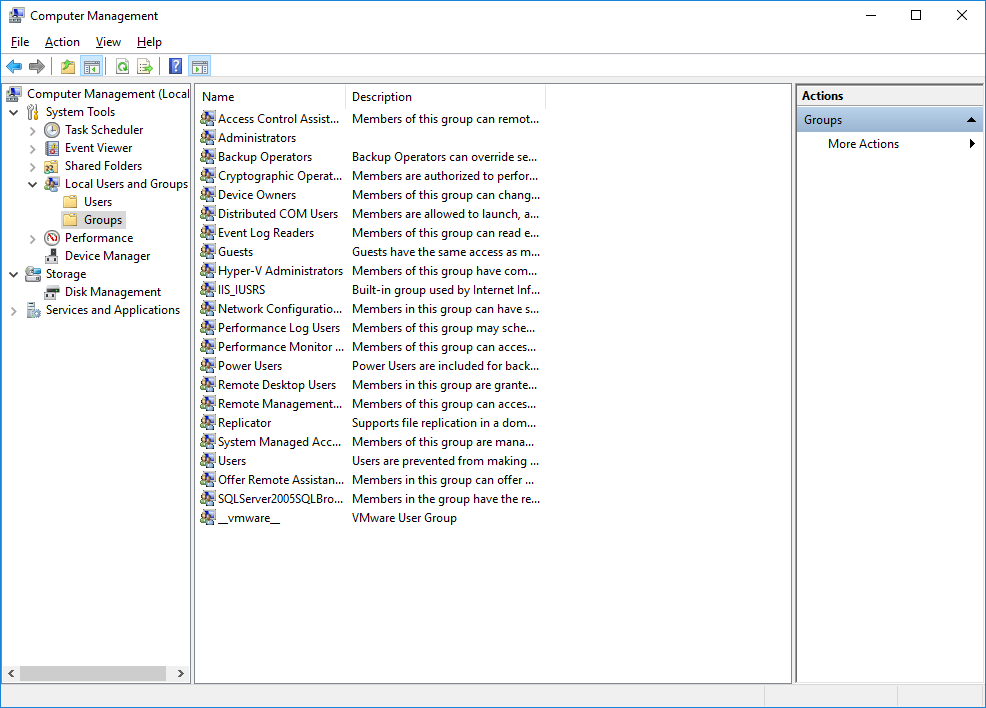 Computer Management
File Action View Help
Computer Management (Local
System Tools
Task Scheduler
Event Viewer
Shared Folders
Local Users and Groups
Users
Groups
Performance
Device Manager
Storage
Disk Management
Services and Applications
Name Description
Access Control Assist... Members of this group can remot...
Administrators
Backup Operators Backup Operators can override se...
Cryptographic Operat... Members are authorized to perfor...
Device Owners Members of this group can chang...
Distributed COM Users Members are allowed to launch, a...
Event Log Readers Members of this group can read e...
Guests Guests have the same access as m...
Hyper-V Administrators Members of this group have com...
IIS_IUSRS Built-in group used by Internet Inf...
Network Configuratio... Members in this group can have s...
Performance Log Users Members of this group may sche...
Performance Monitor ... Members of this group can acces...
Power Users Power Users are included for back...
Remote Desktop Users Members in this group are grante...
Remote Management... Members of this group can acces...
Replicator Supports file replication in a dom...
System Managed Acc... Members of this group are mana...
Users Users are prevented from making ...
Offer Remote Assistan... Members in this group can offer ...
SQLServer2005SQLBro... Members in the group have the re...
__vmware__ VMware User Group
Actions
Groups
More Actions